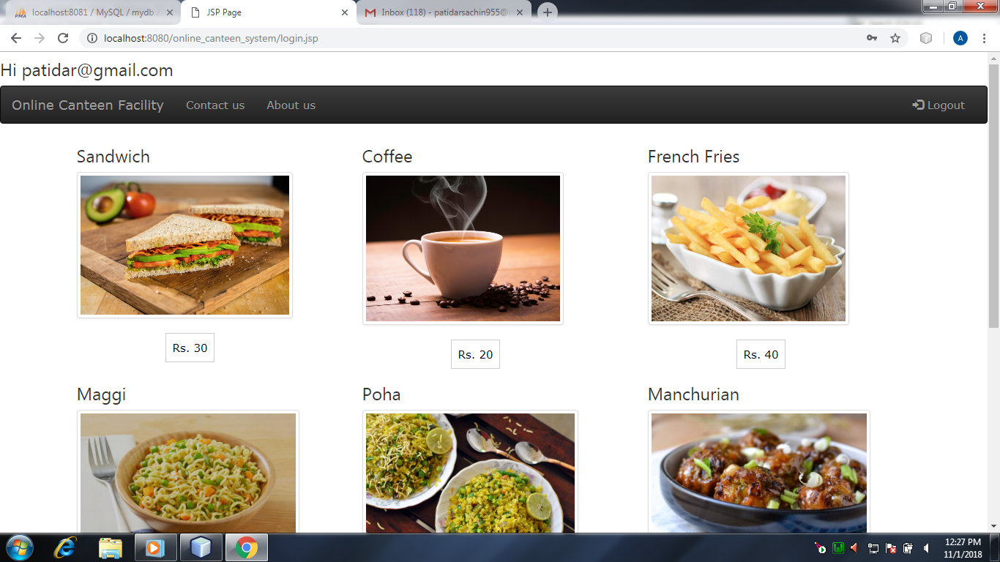 localhost:8081 / MySQL / mydb /
JSP Page
Inbox (118) - patidarsachin955@
localhost:8080/online_canteen_system/login.jsp
A
Hi patidar@gmail.com
Online Canteen Facility
Contact us
About us
Logout
Sandwich
Coffee
French Fries
Rs. 30
Rs. 20
Rs. 40
Maggi
Poha
Manchurian
12:27 PM
11/1/2018